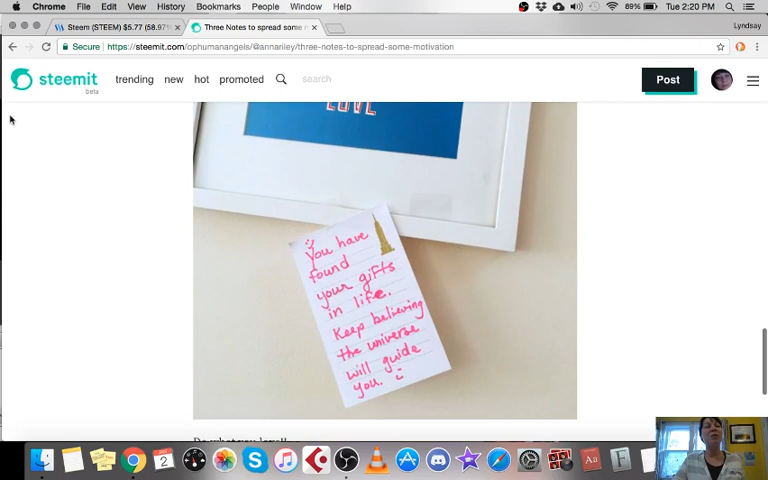 Chrome File Edit View History Bookmarks People Window Help 89% Tue 2:20 PM
Steem (STEEM) $5.77 (58.97% Three Notes to spread some m Lyndsay
Secure https://steemit.com/ophumanangels/@annariley/three-notes-to-spread-some-motivation
steemit beta trending new hot promoted search Post
LOVE
You have
found
your gifts
in life.
Keep believing
the universe
will guide
you.
Do what you love!!